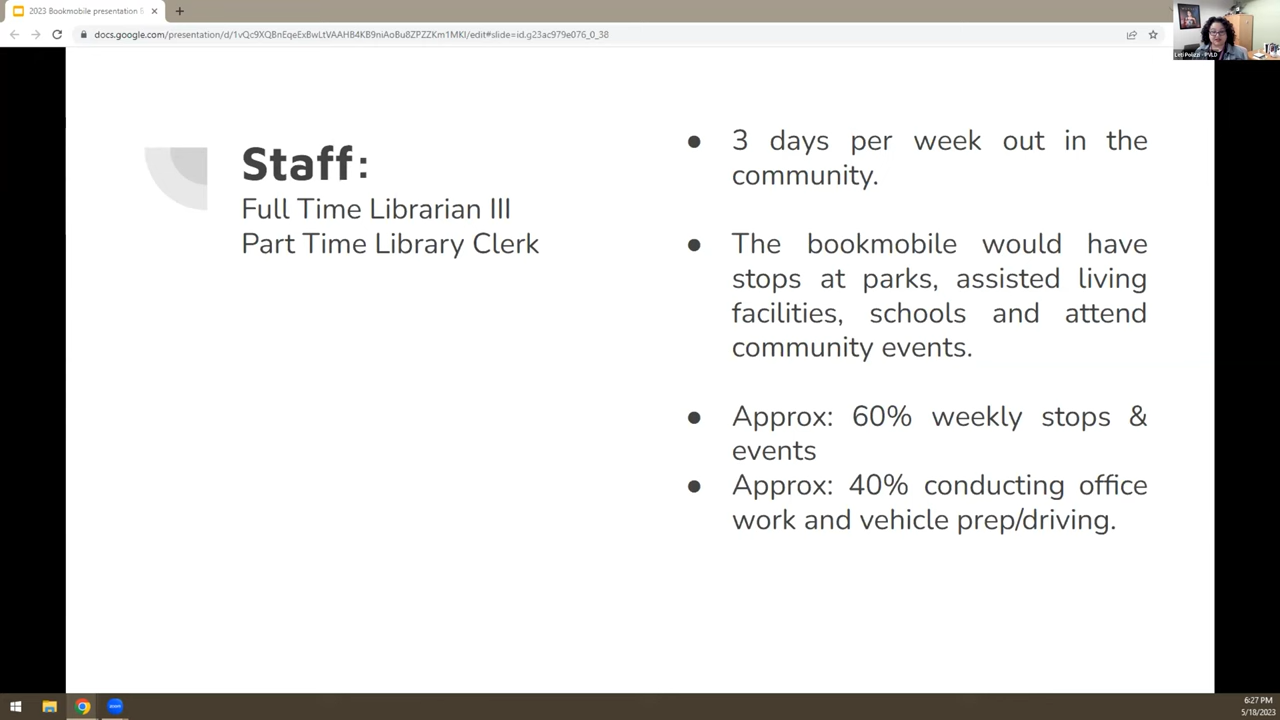 2023 Bookmobile presentation
docs.google.com/presentation/d/1vQc9XQBnEqeExBwLtVAAHB4KB9niAoBu8ZPZZKm1MKI/edit#slide=id.g23ac979e076_0_38
Staff:
Full Time Librarian III
Part Time Library Clerk
● 3 days per week out in the
community.
● The bookmobile would have
stops at parks, assisted living
facilities, schools and attend
community events.
● Approx: 60% weekly stops &
events
● Approx: 40% conducting office
work and vehicle prep/driving.
6:27 PM
5/18/2023